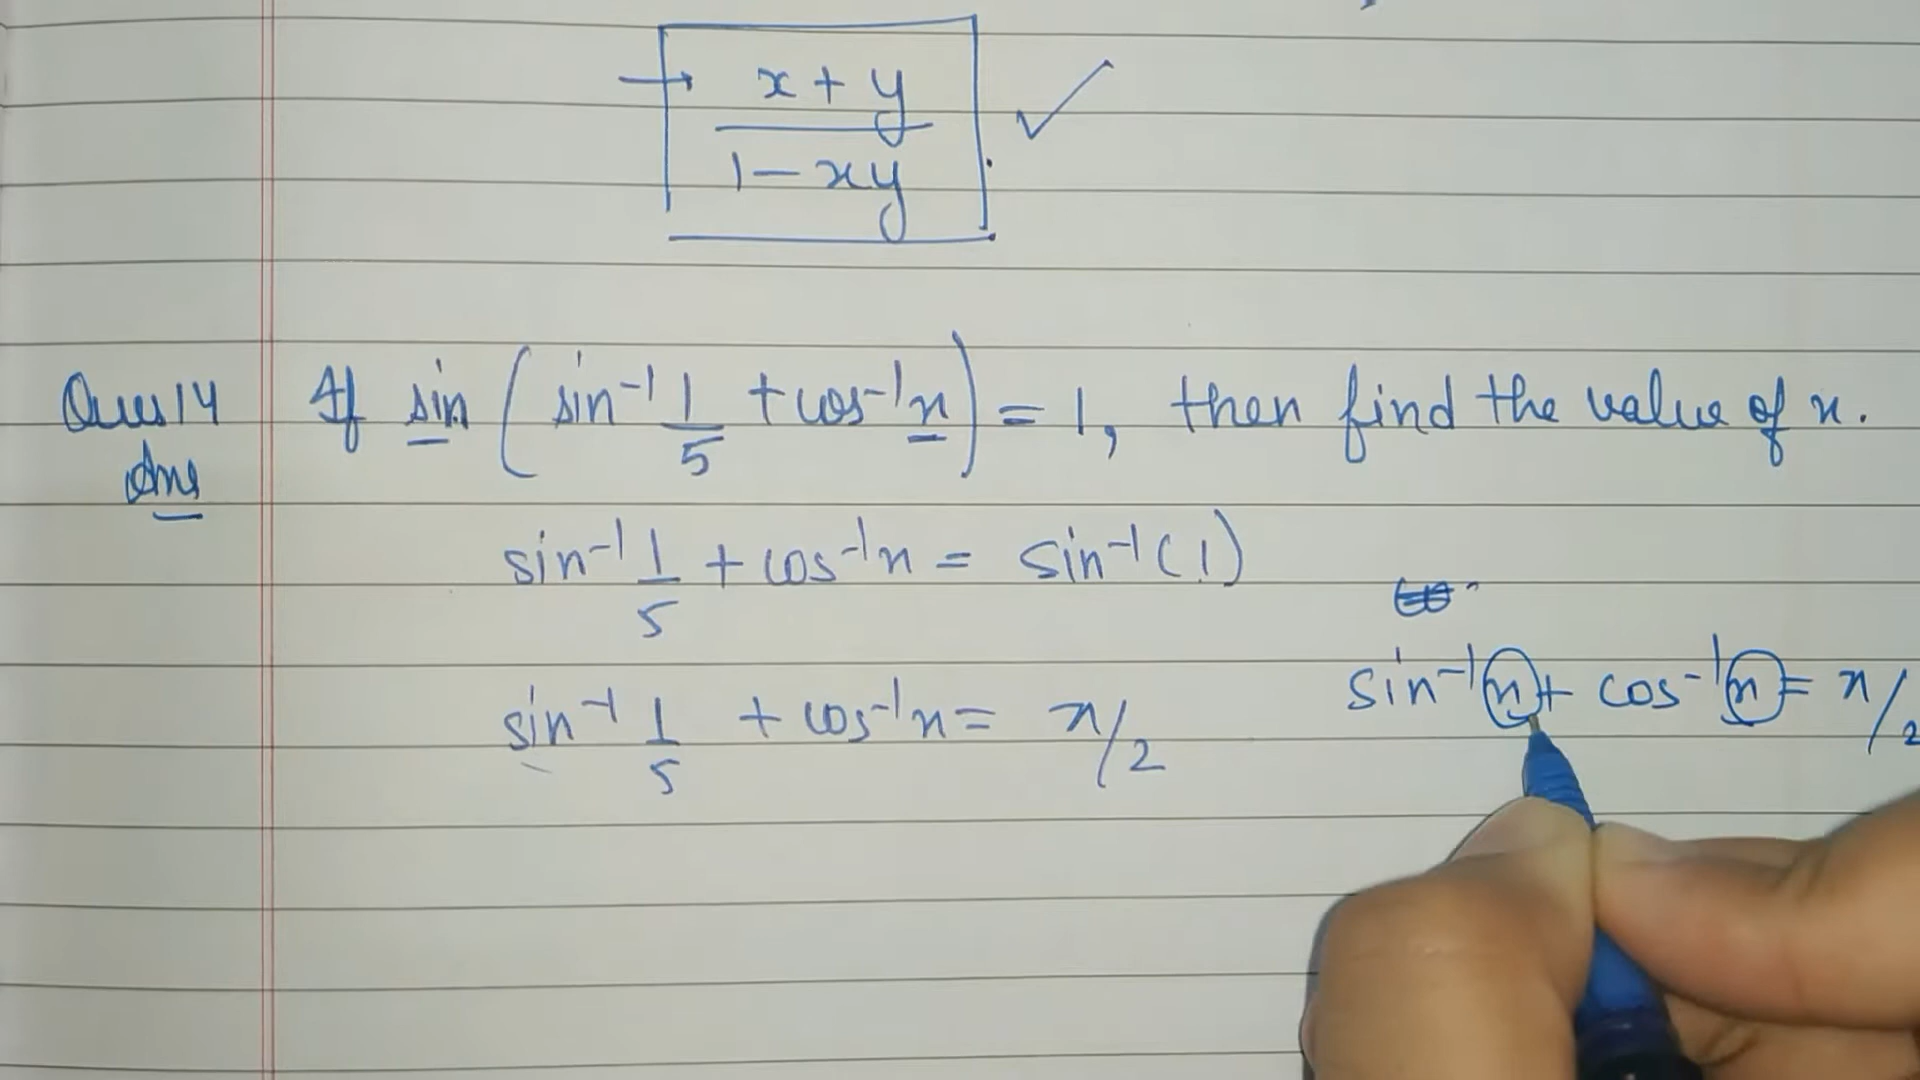 → x + y
1 - xy ✓
Ques 14 If sin (sin⁻¹ 1/5 + cos⁻¹ x) = 1, then find the value of x.
Ans
sin⁻¹ 1/5 + cos⁻¹ x = sin⁻¹ (1)
sin⁻¹ x + cos⁻¹ x = π/2
sin⁻¹ 1/5 + cos⁻¹ x = π/2